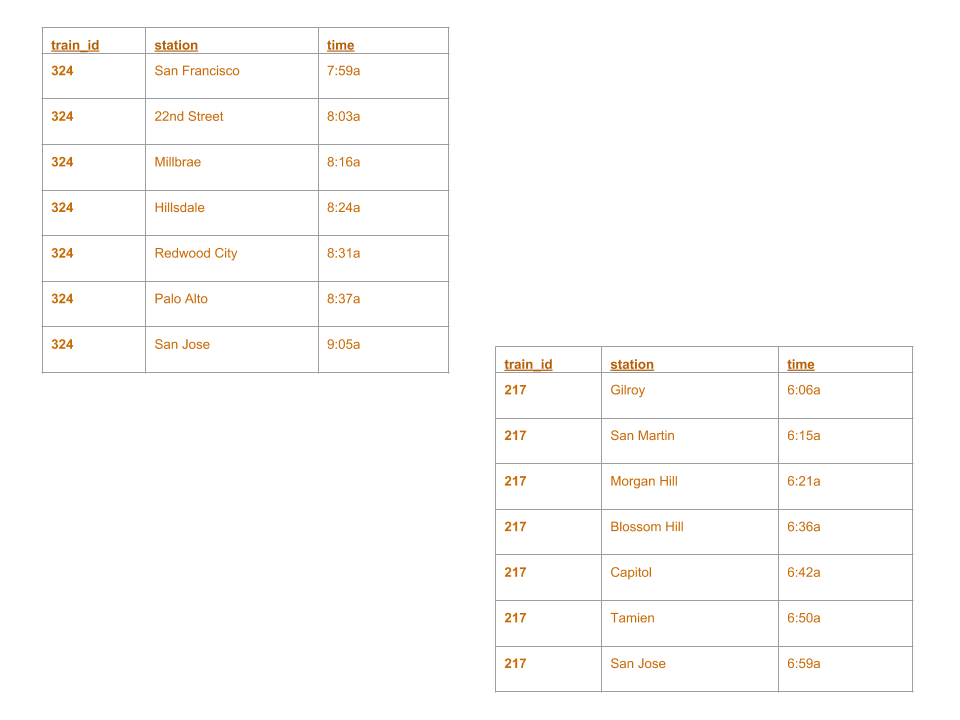 train_id station time
324 San Francisco 7:59a
324 22nd Street 8:03a
324 Millbrae 8:16a
324 Hillsdale 8:24a
324 Redwood City 8:31a
324 Palo Alto 8:37a
324 San Jose 9:05a
train_id station time
217 Gilroy 6:06a
217 San Martin 6:15a
217 Morgan Hill 6:21a
217 Blossom Hill 6:36a
217 Capitol 6:42a
217 Tamien 6:50a
217 San Jose 6:59a